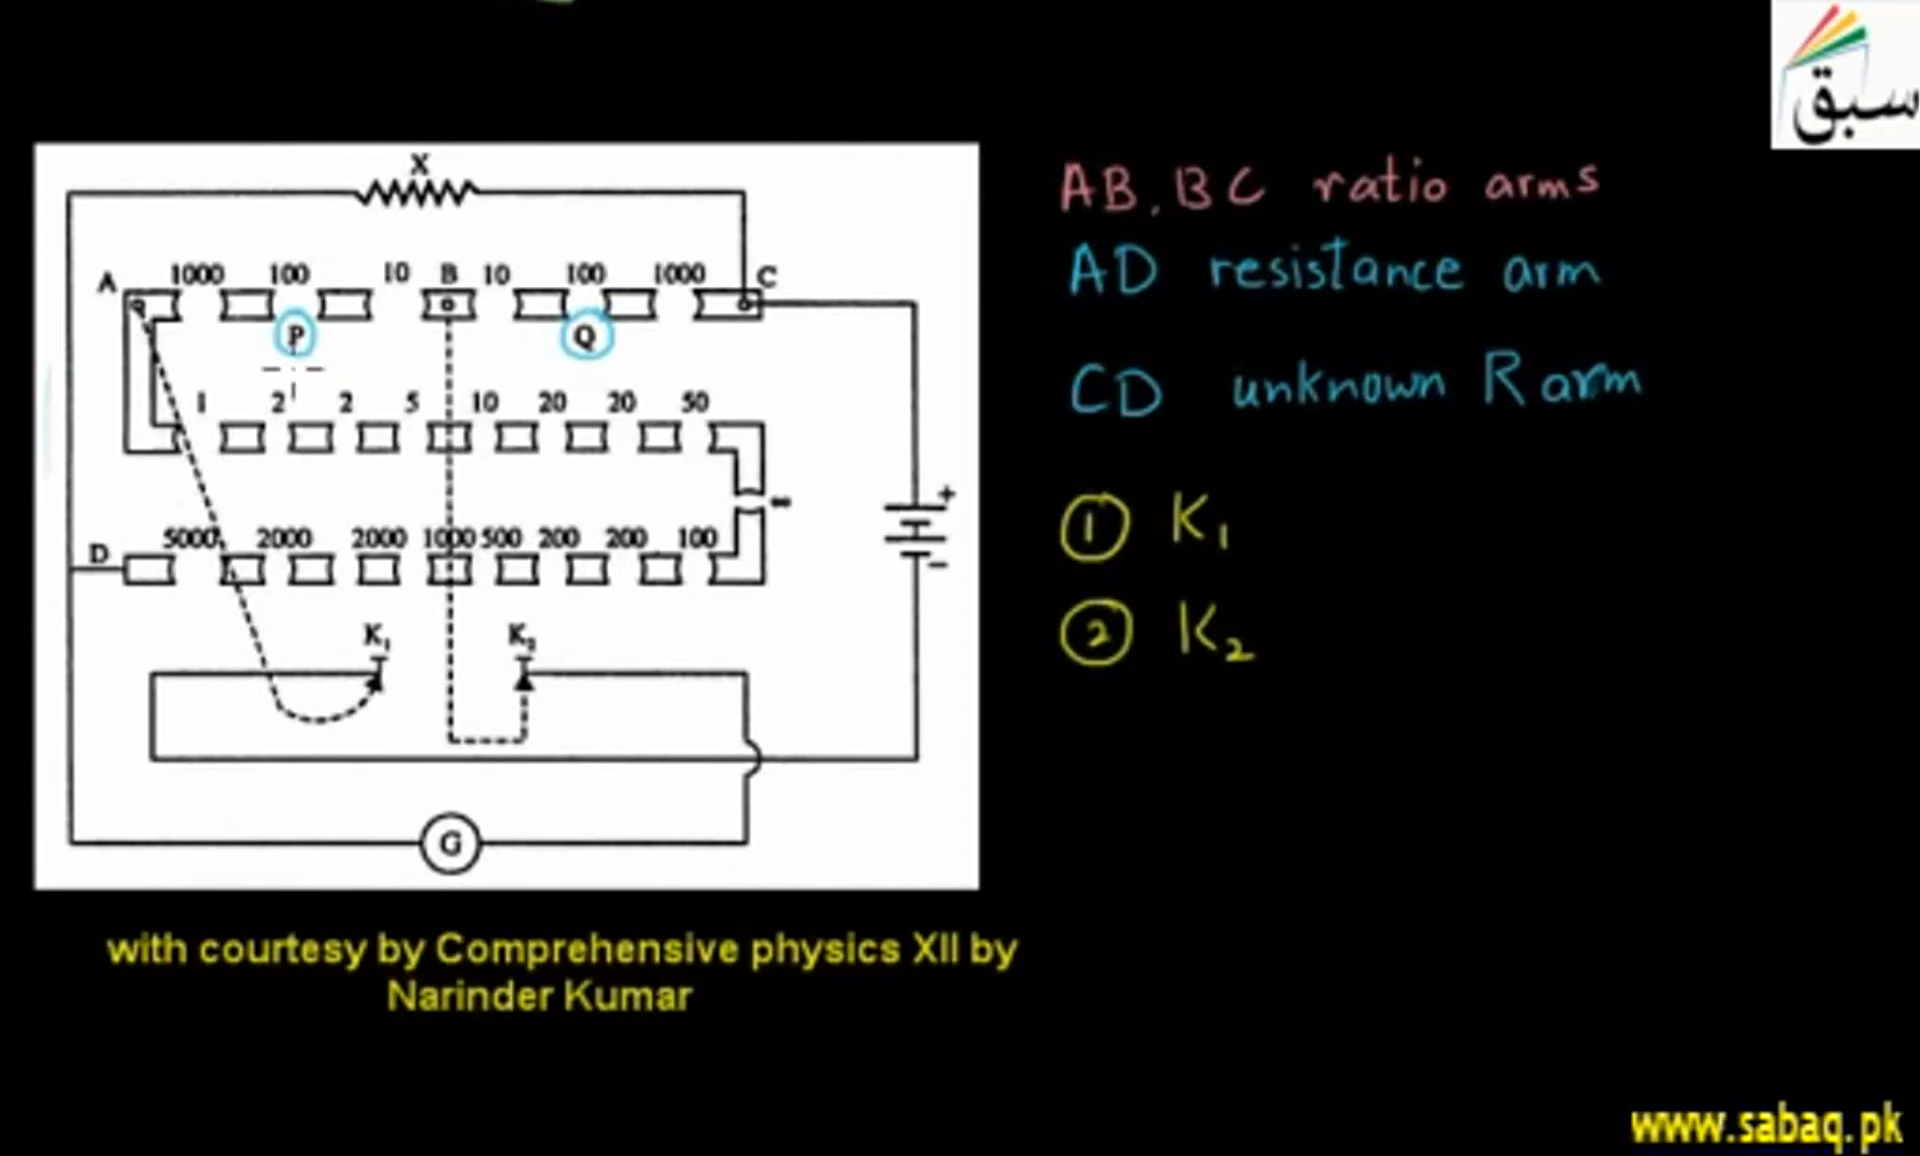 سبق
X
A 1000 100 10 B 10 100 1000 C
P Q
1 2 2 5 10 20 20 50
∞
+
D 5000 2000 2000 1000 500 200 200 100
-
K₁ K₂
G
AB, BC ratio arms
AD resistance arm
CD unknown R arm
① K₁
② K₂
with courtesy by Comprehensive physics XII by
Narinder Kumar
www.sabaq.pk